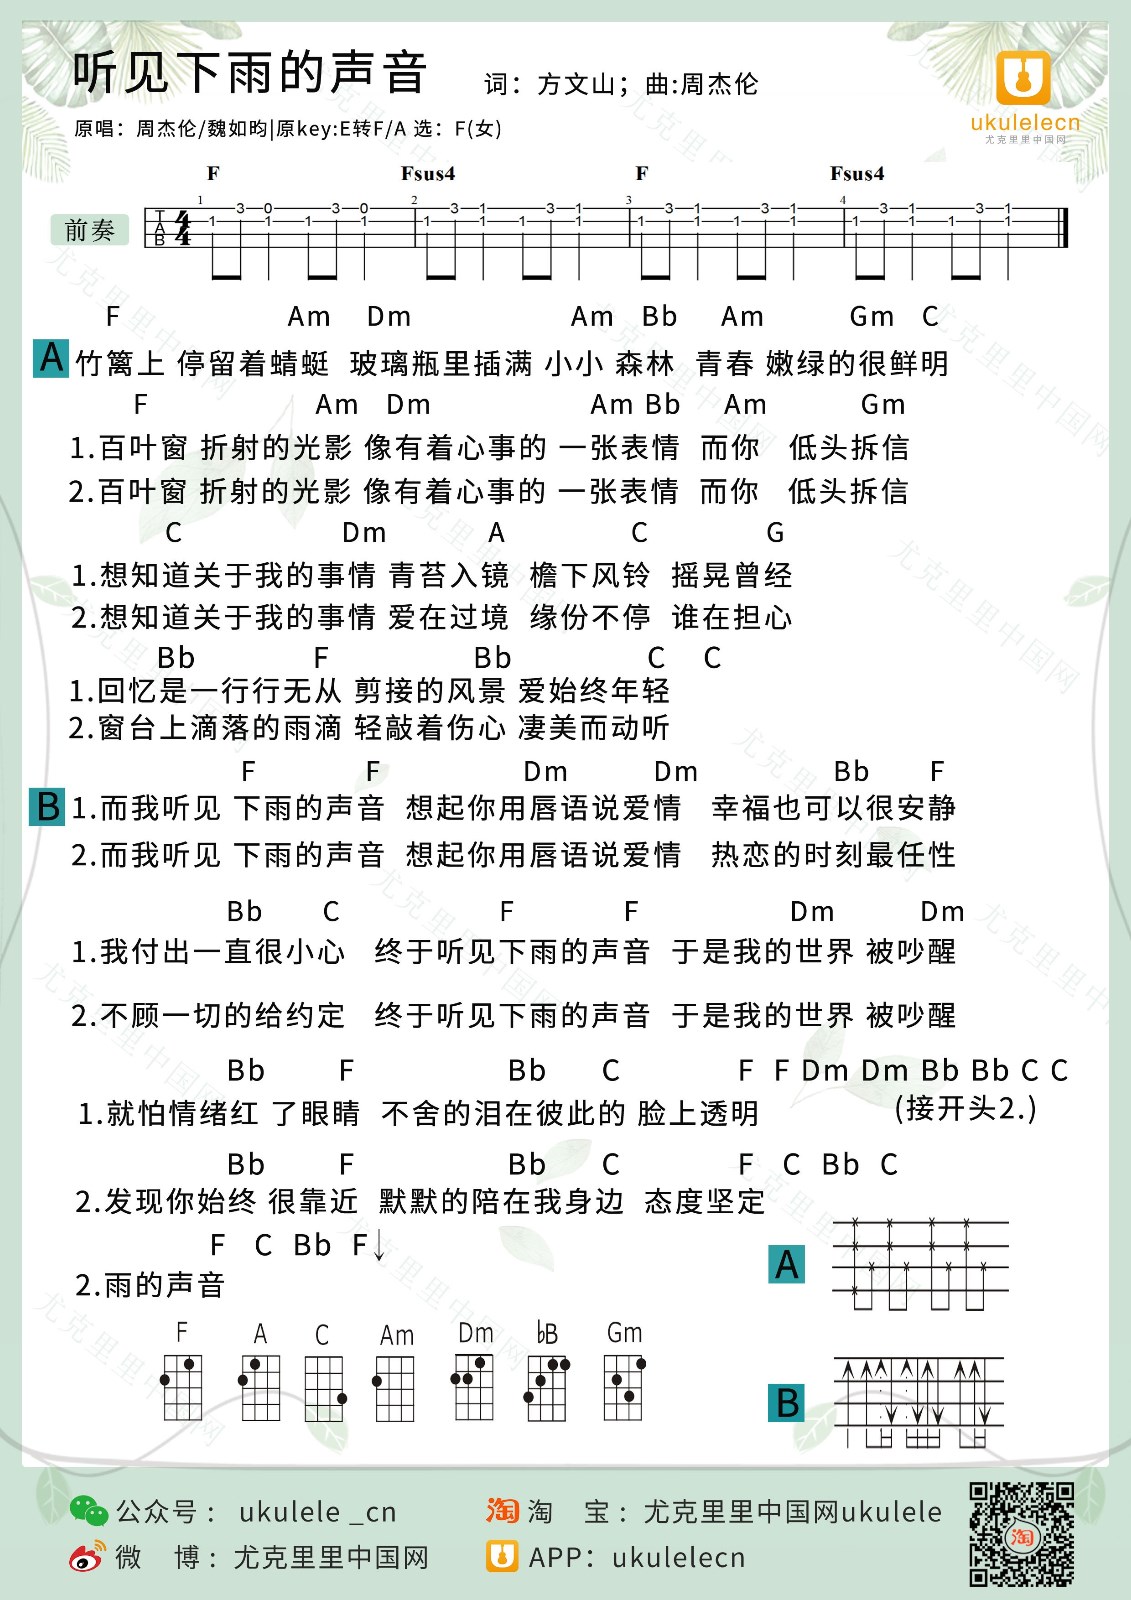 听见下雨的声音
词：方文山；曲:周杰伦
原唱：周杰伦/魏如昀|原key:E转F/A 选：F(女)
ukulelecn
尤克里里中国网
F Fsus4 F Fsus4
前奏
1 2 3 4
T A B 4 4
3 0 3 0 3 1 3 1 3 1 3 1 3 1 3 1
1 1 1 1 1 1 1 1 1 1 1 1 1 1 1 1
F Am Dm Am Bb Am Gm C
A 竹篱上 停留着蜻蜓 玻璃瓶里插满 小小 森林 青春 嫩绿的很鲜明
F Am Dm Am Bb Am Gm
1.百叶窗 折射的光影 像有着心事的 一张表情 而你 低头拆信
2.百叶窗 折射的光影 像有着心事的 一张表情 而你 低头拆信
C Dm A C G
1.想知道关于我的事情 青苔入镜 檐下风铃 摇晃曾经
2.想知道关于我的事情 爱在过境 缘份不停 谁在担心
Bb F Bb C C
1.回忆是一行行无从 剪接的风景 爱始终年轻
2.窗台上滴落的雨滴 轻敲着伤心 凄美而动听
F F Dm Dm Bb F
B 1.而我听见 下雨的声音 想起你用唇语说爱情 幸福也可以很安静
2.而我听见 下雨的声音 想起你用唇语说爱情 热恋的时刻最任性
Bb C F F Dm Dm
1.我付出一直很小心 终于听见下雨的声音 于是我的世界 被吵醒
2.不顾一切的给约定 终于听见下雨的声音 于是我的世界 被吵醒
Bb F Bb C F F Dm Dm Bb Bb C C
1.就怕情绪红 了眼睛 不舍的泪在彼此的 脸上透明
(接开头2.)
Bb F Bb C F C Bb C
2.发现你始终 很靠近 默默的陪在我身边 态度坚定
F C Bb F↓
2.雨的声音
A
F A C Am Dm bB Gm
B
公众号： ukulele _cn
淘 淘 宝： 尤克里里中国网ukulele
微 博： 尤克里里中国网
APP：ukulelecn
淘